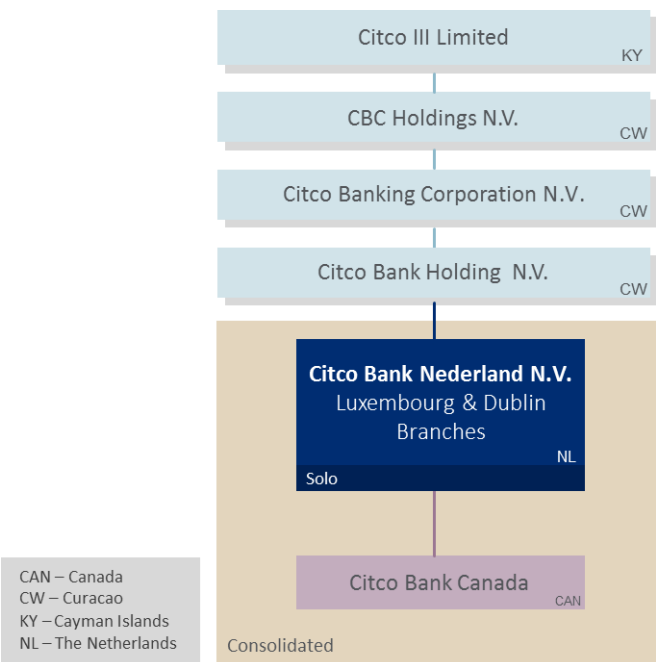 Citco III Limited
KY
CBC Holdings N.V.
CW
Citco Banking Corporation N.V.
CW
Citco Bank Holding N.V.
CW
Citco Bank Nederland N.V.
Luxembourg & Dublin
Branches
NL
Solo
Citco Bank Canada
CAN
Consolidated
CAN – Canada
CW – Curacao
KY – Cayman Islands
NL – The Netherlands